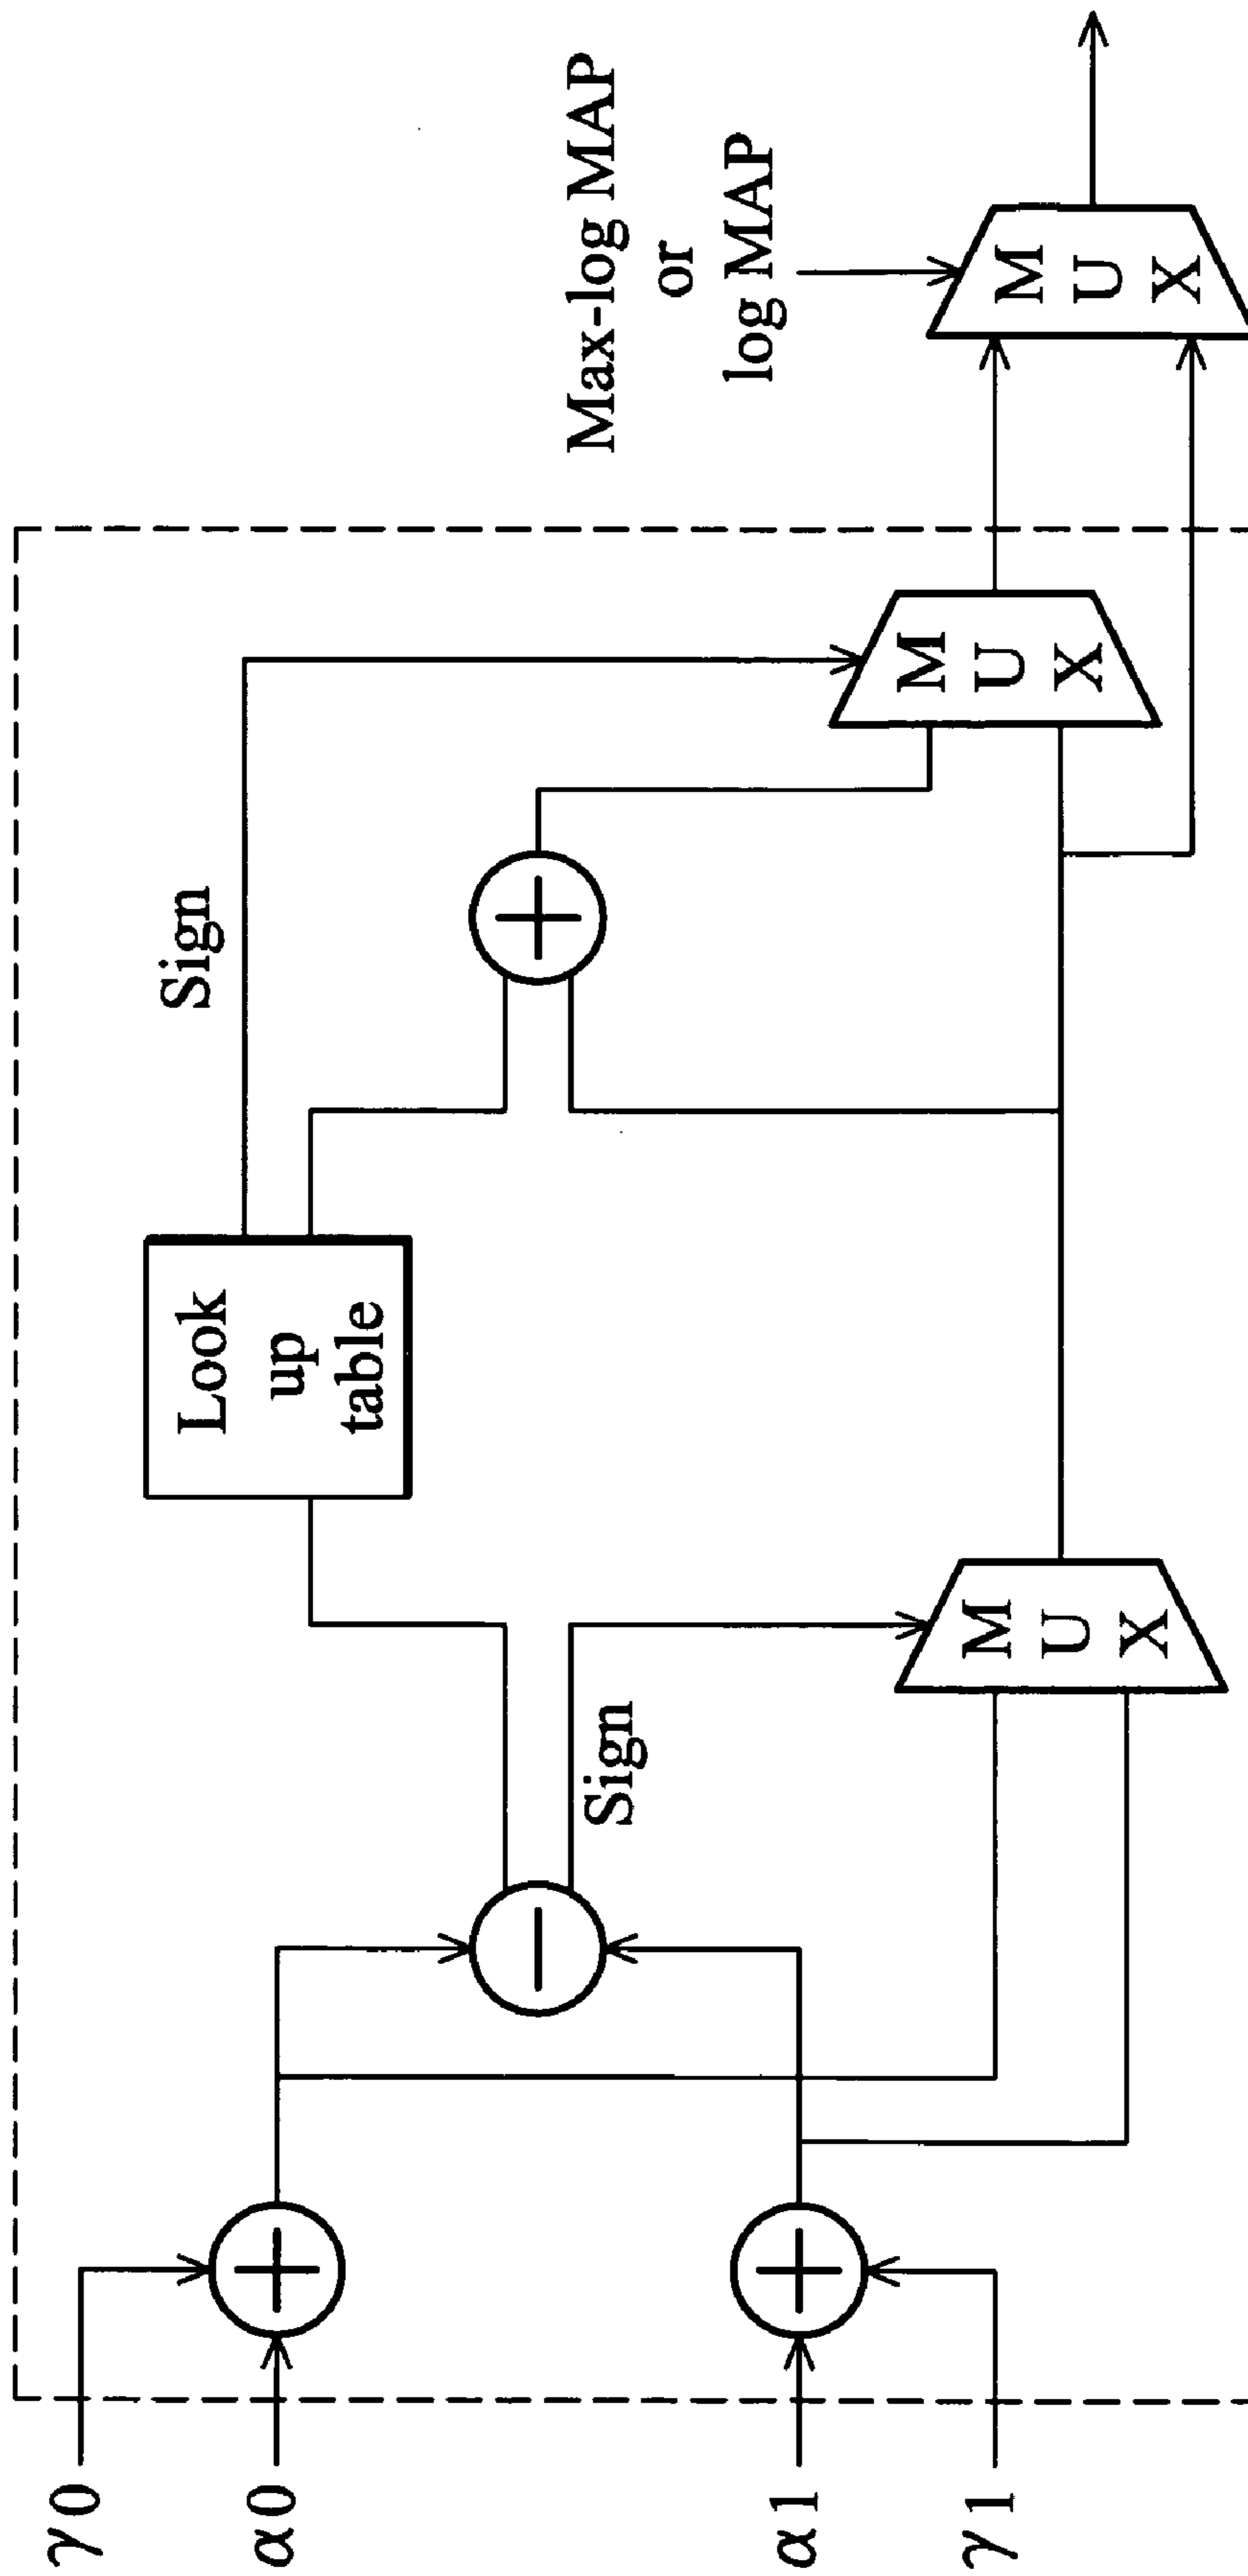 γ0
α0
α1
γ1
Sign
M
U
X
Look
up
table
Sign
M
U
X
Max-log MAP
or
log MAP
M
U
X